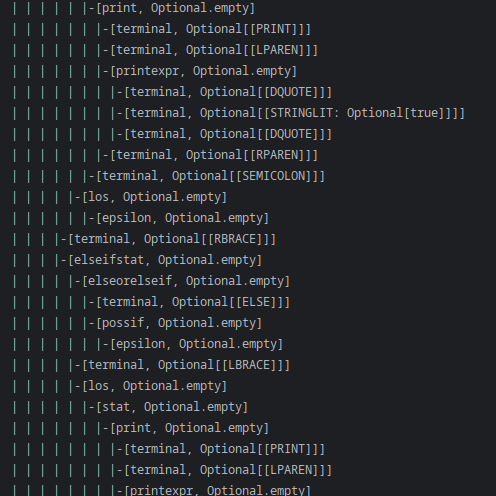 | | | | | |-[print, Optional.empty]
| | | | | | |-[terminal, Optional[[PRINT]]]
| | | | | | |-[terminal, Optional[[LPAREN]]]
| | | | | | |-[printexpr, Optional.empty]
| | | | | | | |-[terminal, Optional[[DQUOTE]]]
| | | | | | | |-[terminal, Optional[[STRINGLIT: Optional[true]]]]
| | | | | | | |-[terminal, Optional[[DQUOTE]]]
| | | | | | |-[terminal, Optional[[RPAREN]]]
| | | | | |-[terminal, Optional[[SEMICOLON]]]
| | | | |-[los, Optional.empty]
| | | | | |-[epsilon, Optional.empty]
| | | |-[terminal, Optional[[RBRACE]]]
| | | |-[elseifstat, Optional.empty]
| | | | |-[elseorelseif, Optional.empty]
| | | | | |-[terminal, Optional[[ELSE]]]
| | | | | |-[possif, Optional.empty]
| | | | | | |-[epsilon, Optional.empty]
| | | | |-[terminal, Optional[[LBRACE]]]
| | | | |-[los, Optional.empty]
| | | | | |-[stat, Optional.empty]
| | | | | | |-[print, Optional.empty]
| | | | | | | |-[terminal, Optional[[PRINT]]]
| | | | | | | |-[terminal, Optional[[LPAREN]]]
| | | | | | | |-[printexpr, Optional.empty]